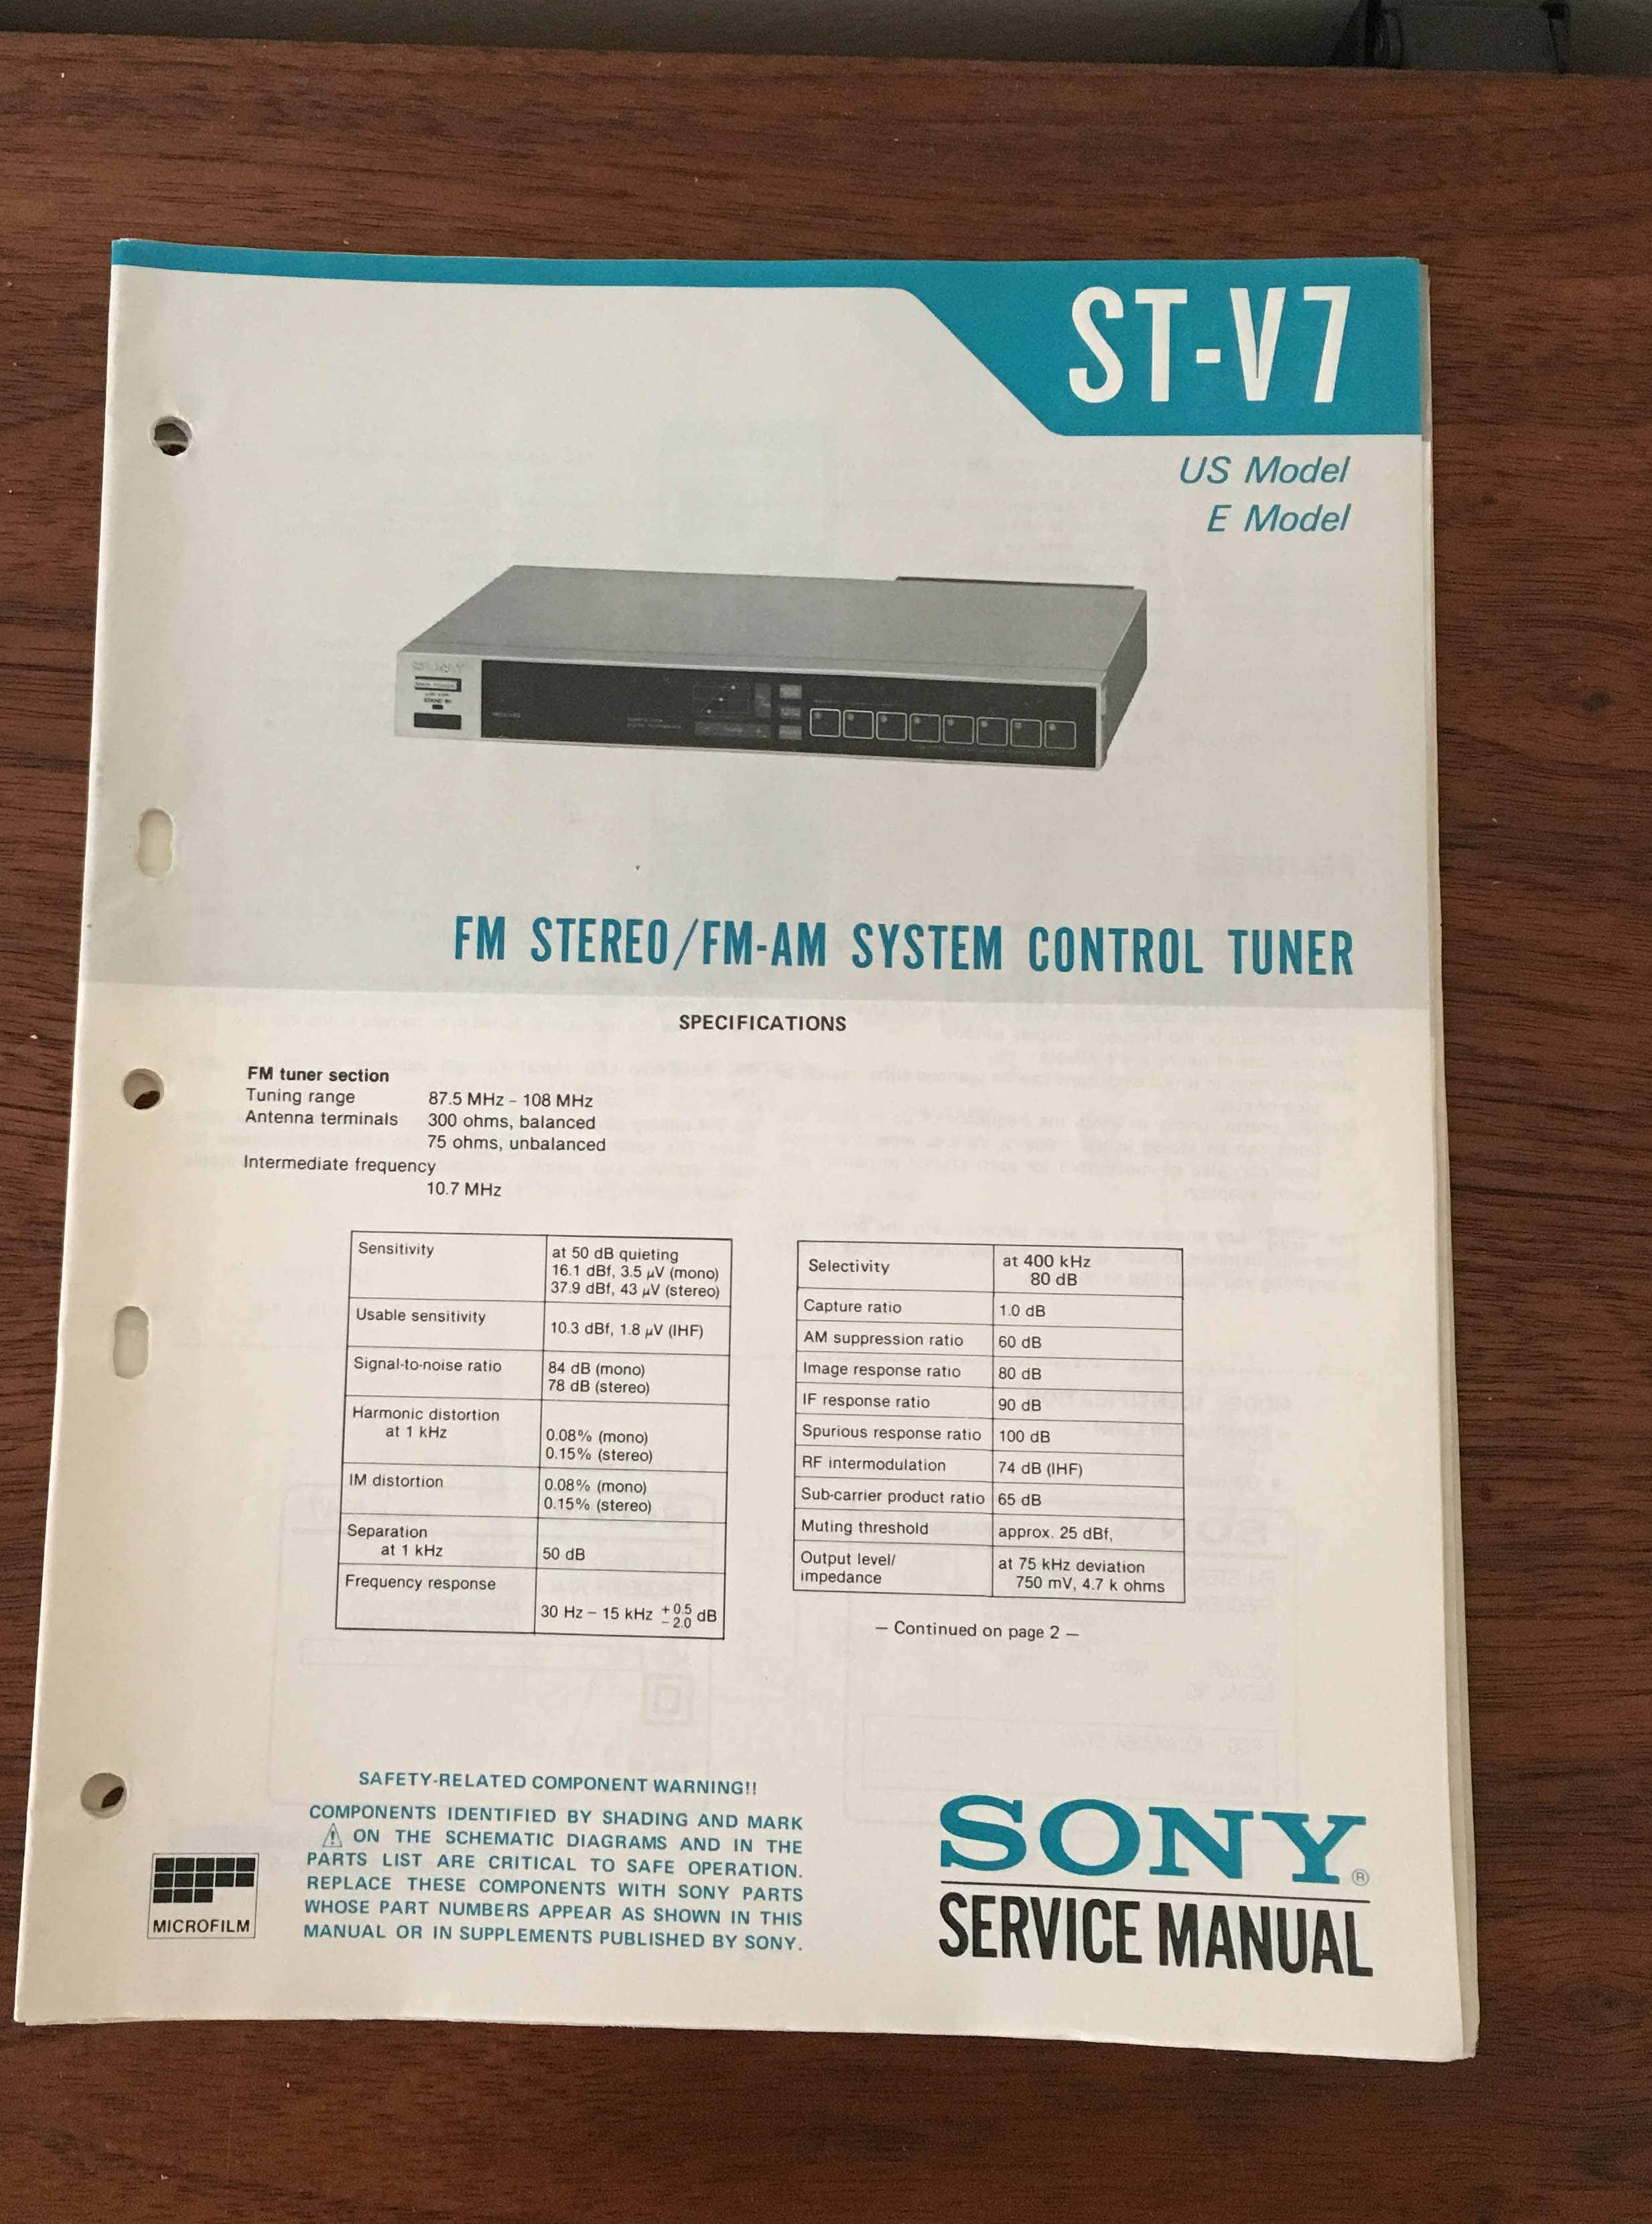 ST-V7
US Model
E Model
SONY
FM STEREO/FM-AM SYSTEM CONTROL TUNER
SPECIFICATIONS
FM tuner section
Tuning range 87.5 MHz – 108 MHz
Antenna terminals 300 ohms, balanced
75 ohms, unbalanced
Intermediate frequency
10.7 MHz
Sensitivity at 50 dB quieting
16.1 dBf, 3.5 μV (mono)
37.9 dBf, 43 μV (stereo)
Usable sensitivity 10.3 dBf, 1.8 μV (IHF)
Signal-to-noise ratio 84 dB (mono)
78 dB (stereo)
Harmonic distortion
at 1 kHz 0.08% (mono)
0.15% (stereo)
IM distortion 0.08% (mono)
0.15% (stereo)
Separation
at 1 kHz 50 dB
Frequency response
30 Hz – 15 kHz +0.5 −2.0 dB
Selectivity at 400 kHz
80 dB
Capture ratio 1.0 dB
AM suppression ratio 60 dB
Image response ratio 80 dB
IF response ratio 90 dB
Spurious response ratio 100 dB
RF intermodulation 74 dB (IHF)
Sub-carrier product ratio 65 dB
Muting threshold approx. 25 dBf,
Output level/ at 75 kHz deviation
impedance 750 mV, 4.7 k ohms
— Continued on page 2 —
SAFETY-RELATED COMPONENT WARNING!!
COMPONENTS IDENTIFIED BY SHADING AND MARK
⚠ ON THE SCHEMATIC DIAGRAMS AND IN THE
PARTS LIST ARE CRITICAL TO SAFE OPERATION.
REPLACE THESE COMPONENTS WITH SONY PARTS
WHOSE PART NUMBERS APPEAR AS SHOWN IN THIS
MANUAL OR IN SUPPLEMENTS PUBLISHED BY SONY.
MICROFILM
SONY®
SERVICE MANUAL